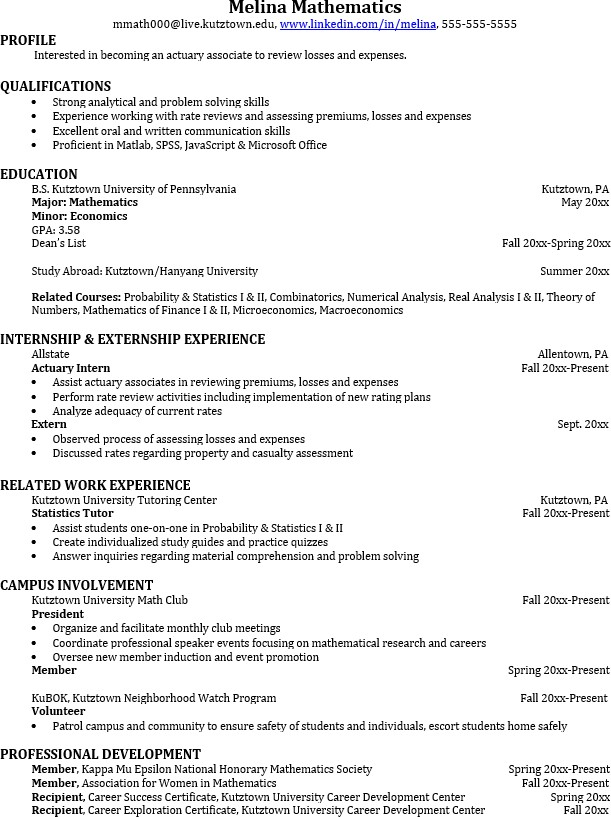 Melina Mathematics
mmath000@live.kutztown.edu, www.linkedin.com/in/melina, 555-555-5555
PROFILE
Interested in becoming an actuary associate to review losses and expenses.
QUALIFICATIONS
• Strong analytical and problem solving skills
• Experience working with rate reviews and assessing premiums, losses and expenses
• Excellent oral and written communication skills
• Proficient in Matlab, SPSS, JavaScript & Microsoft Office
EDUCATION
B.S. Kutztown University of Pennsylvania Kutztown, PA
Major: Mathematics May 20xx
Minor: Economics
GPA: 3.58
Dean's List Fall 20xx-Spring 20xx
Study Abroad: Kutztown/Hanyang University Summer 20xx
Related Courses: Probability & Statistics I & II, Combinatorics, Numerical Analysis, Real Analysis I & II, Theory of
Numbers, Mathematics of Finance I & II, Microeconomics, Macroeconomics
INTERNSHIP & EXTERNSHIP EXPERIENCE
Allstate Allentown, PA
Actuary Intern Fall 20xx-Present
• Assist actuary associates in reviewing premiums, losses and expenses
• Perform rate review activities including implementation of new rating plans
• Analyze adequacy of current rates
Extern Sept. 20xx
• Observed process of assessing losses and expenses
• Discussed rates regarding property and casualty assessment
RELATED WORK EXPERIENCE
Kutztown University Tutoring Center Kutztown, PA
Statistics Tutor Fall 20xx-Present
• Assist students one-on-one in Probability & Statistics I & II
• Create individualized study guides and practice quizzes
• Answer inquiries regarding material comprehension and problem solving
CAMPUS INVOLVEMENT
Kutztown University Math Club Fall 20xx-Present
President
• Organize and facilitate monthly club meetings
• Coordinate professional speaker events focusing on mathematical research and careers
• Oversee new member induction and event promotion
Member Spring 20xx-Present
KuBOK, Kutztown Neighborhood Watch Program Fall 20xx-Present
Volunteer
• Patrol campus and community to ensure safety of students and individuals, escort students home safely
PROFESSIONAL DEVELOPMENT
Member, Kappa Mu Epsilon National Honorary Mathematics Society Spring 20xx-Present
Member, Association for Women in Mathematics Fall 20xx-Present
Recipient, Career Success Certificate, Kutztown University Career Development Center Spring 20xx
Recipient, Career Exploration Certificate, Kutztown University Career Development Center Fall 20xx